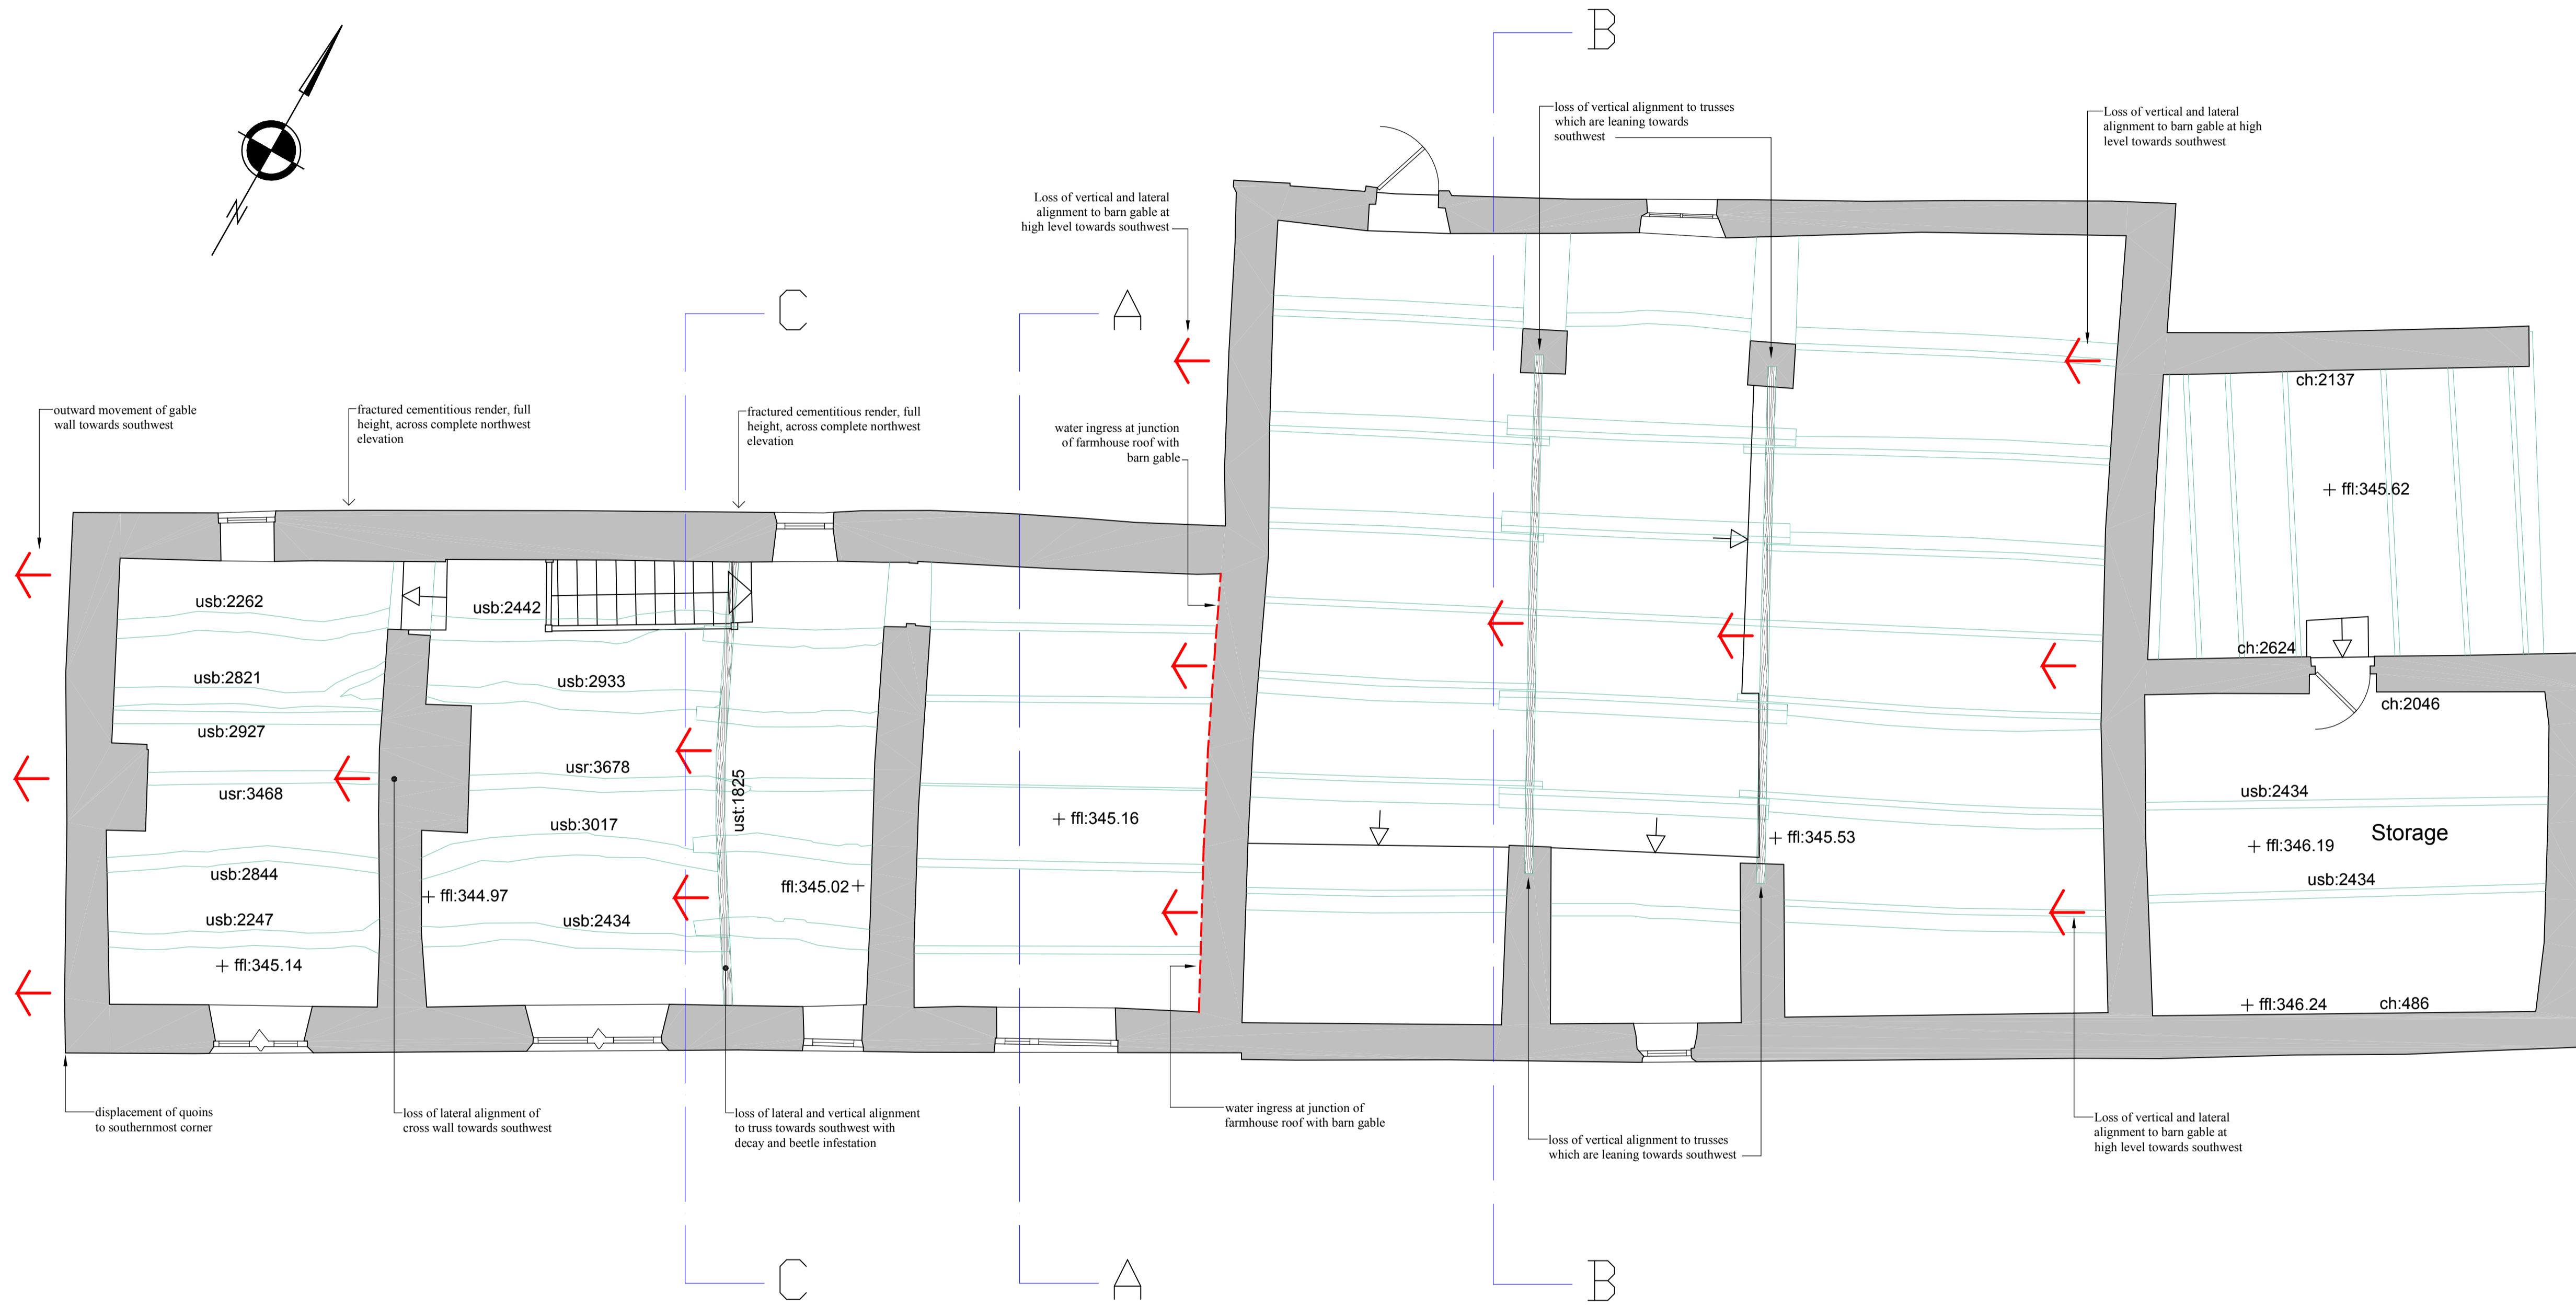 B
loss of vertical alignment to trusses
which are leaning towards
southwest
Loss of vertical and lateral
alignment to barn gable at high
level towards southwest
N
Loss of vertical and lateral
alignment to barn gable at
high level towards southwest
C
A
ch:2137
outward movement of gable
wall towards southwest
fractured cementitious render, full
height, across complete northwest
elevation
fractured cementitious render, full
height, across complete northwest
elevation
water ingress at junction
of farmhouse roof with
barn gable
ffl:345.62
usb:2262
usb:2442
ch:2624
usb:2821
usb:2933
ch:2046
usb:2927
usr:3468
usr:3678
ust:1825
usb:3017
ffl:345.16
ffl:345.53
usb:2434
Storage
ffl:346.19
usb:2434
usb:2844
ffl:344.97
ffl:345.02
usb:2247
usb:2434
ffl:345.14
ffl:346.24
ch:486
displacement of quoins
to southernmost corner
loss of lateral alignment of
cross wall towards southwest
loss of lateral and vertical alignment
to truss towards southwest with
decay and beetle infestation
water ingress at junction of
farmhouse roof with barn gable
loss of vertical alignment to trusses
which are leaning towards southwest
Loss of vertical and lateral
alignment to barn gable at
high level towards southwest
C
A
B